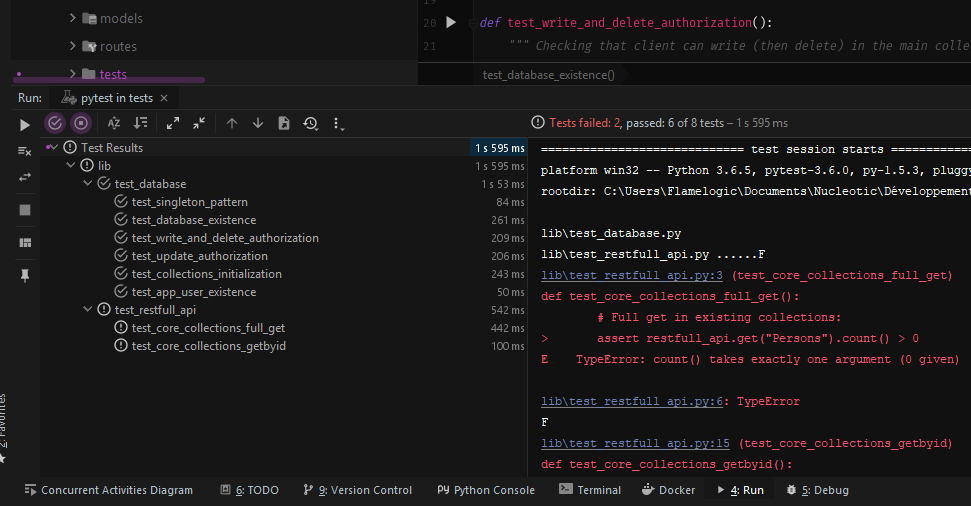 models
routes
tests
19
20 def test_write_and_delete_authorization():
21 """ Checking that client can write (then delete) in the main colle
test_database_existence()
Run: pytest in tests ×
Tests failed: 2, passed: 6 of 8 tests – 1 s 595 ms
Test Results 1 s 595 ms
lib 1 s 595 ms
test_database 1 s 53 ms
test_singleton_pattern 84 ms
test_database_existence 261 ms
test_write_and_delete_authorization 209 ms
test_update_authorization 206 ms
test_collections_initialization 243 ms
test_app_user_existence 50 ms
test_restfull_api 542 ms
test_core_collections_full_get 442 ms
test_core_collections_getbyid 100 ms
============================= test session starts ============
platform win32 -- Python 3.6.5, pytest-3.6.0, py-1.5.3, plugg
rootdir: C:\Users\Flamelogic\Documents\Nucleotic\Développement
lib\test_database.py
lib\test_restfull_api.py ......F
lib\test_restfull_api.py:3 (test_core_collections_full_get)
def test_core_collections_full_get():
# Full get in existing collections:
> assert restfull_api.get("Persons").count() > 0
E TypeError: count() takes exactly one argument (0 given)
lib\test_restfull_api.py:6: TypeError
F
lib\test_restfull_api.py:15 (test_core_collections_getbyid)
def test_core_collections_getbyid():
2: Favorites
Concurrent Activities Diagram 6: TODO 9: Version Control Python Console Terminal Docker 4: Run 5: Debug